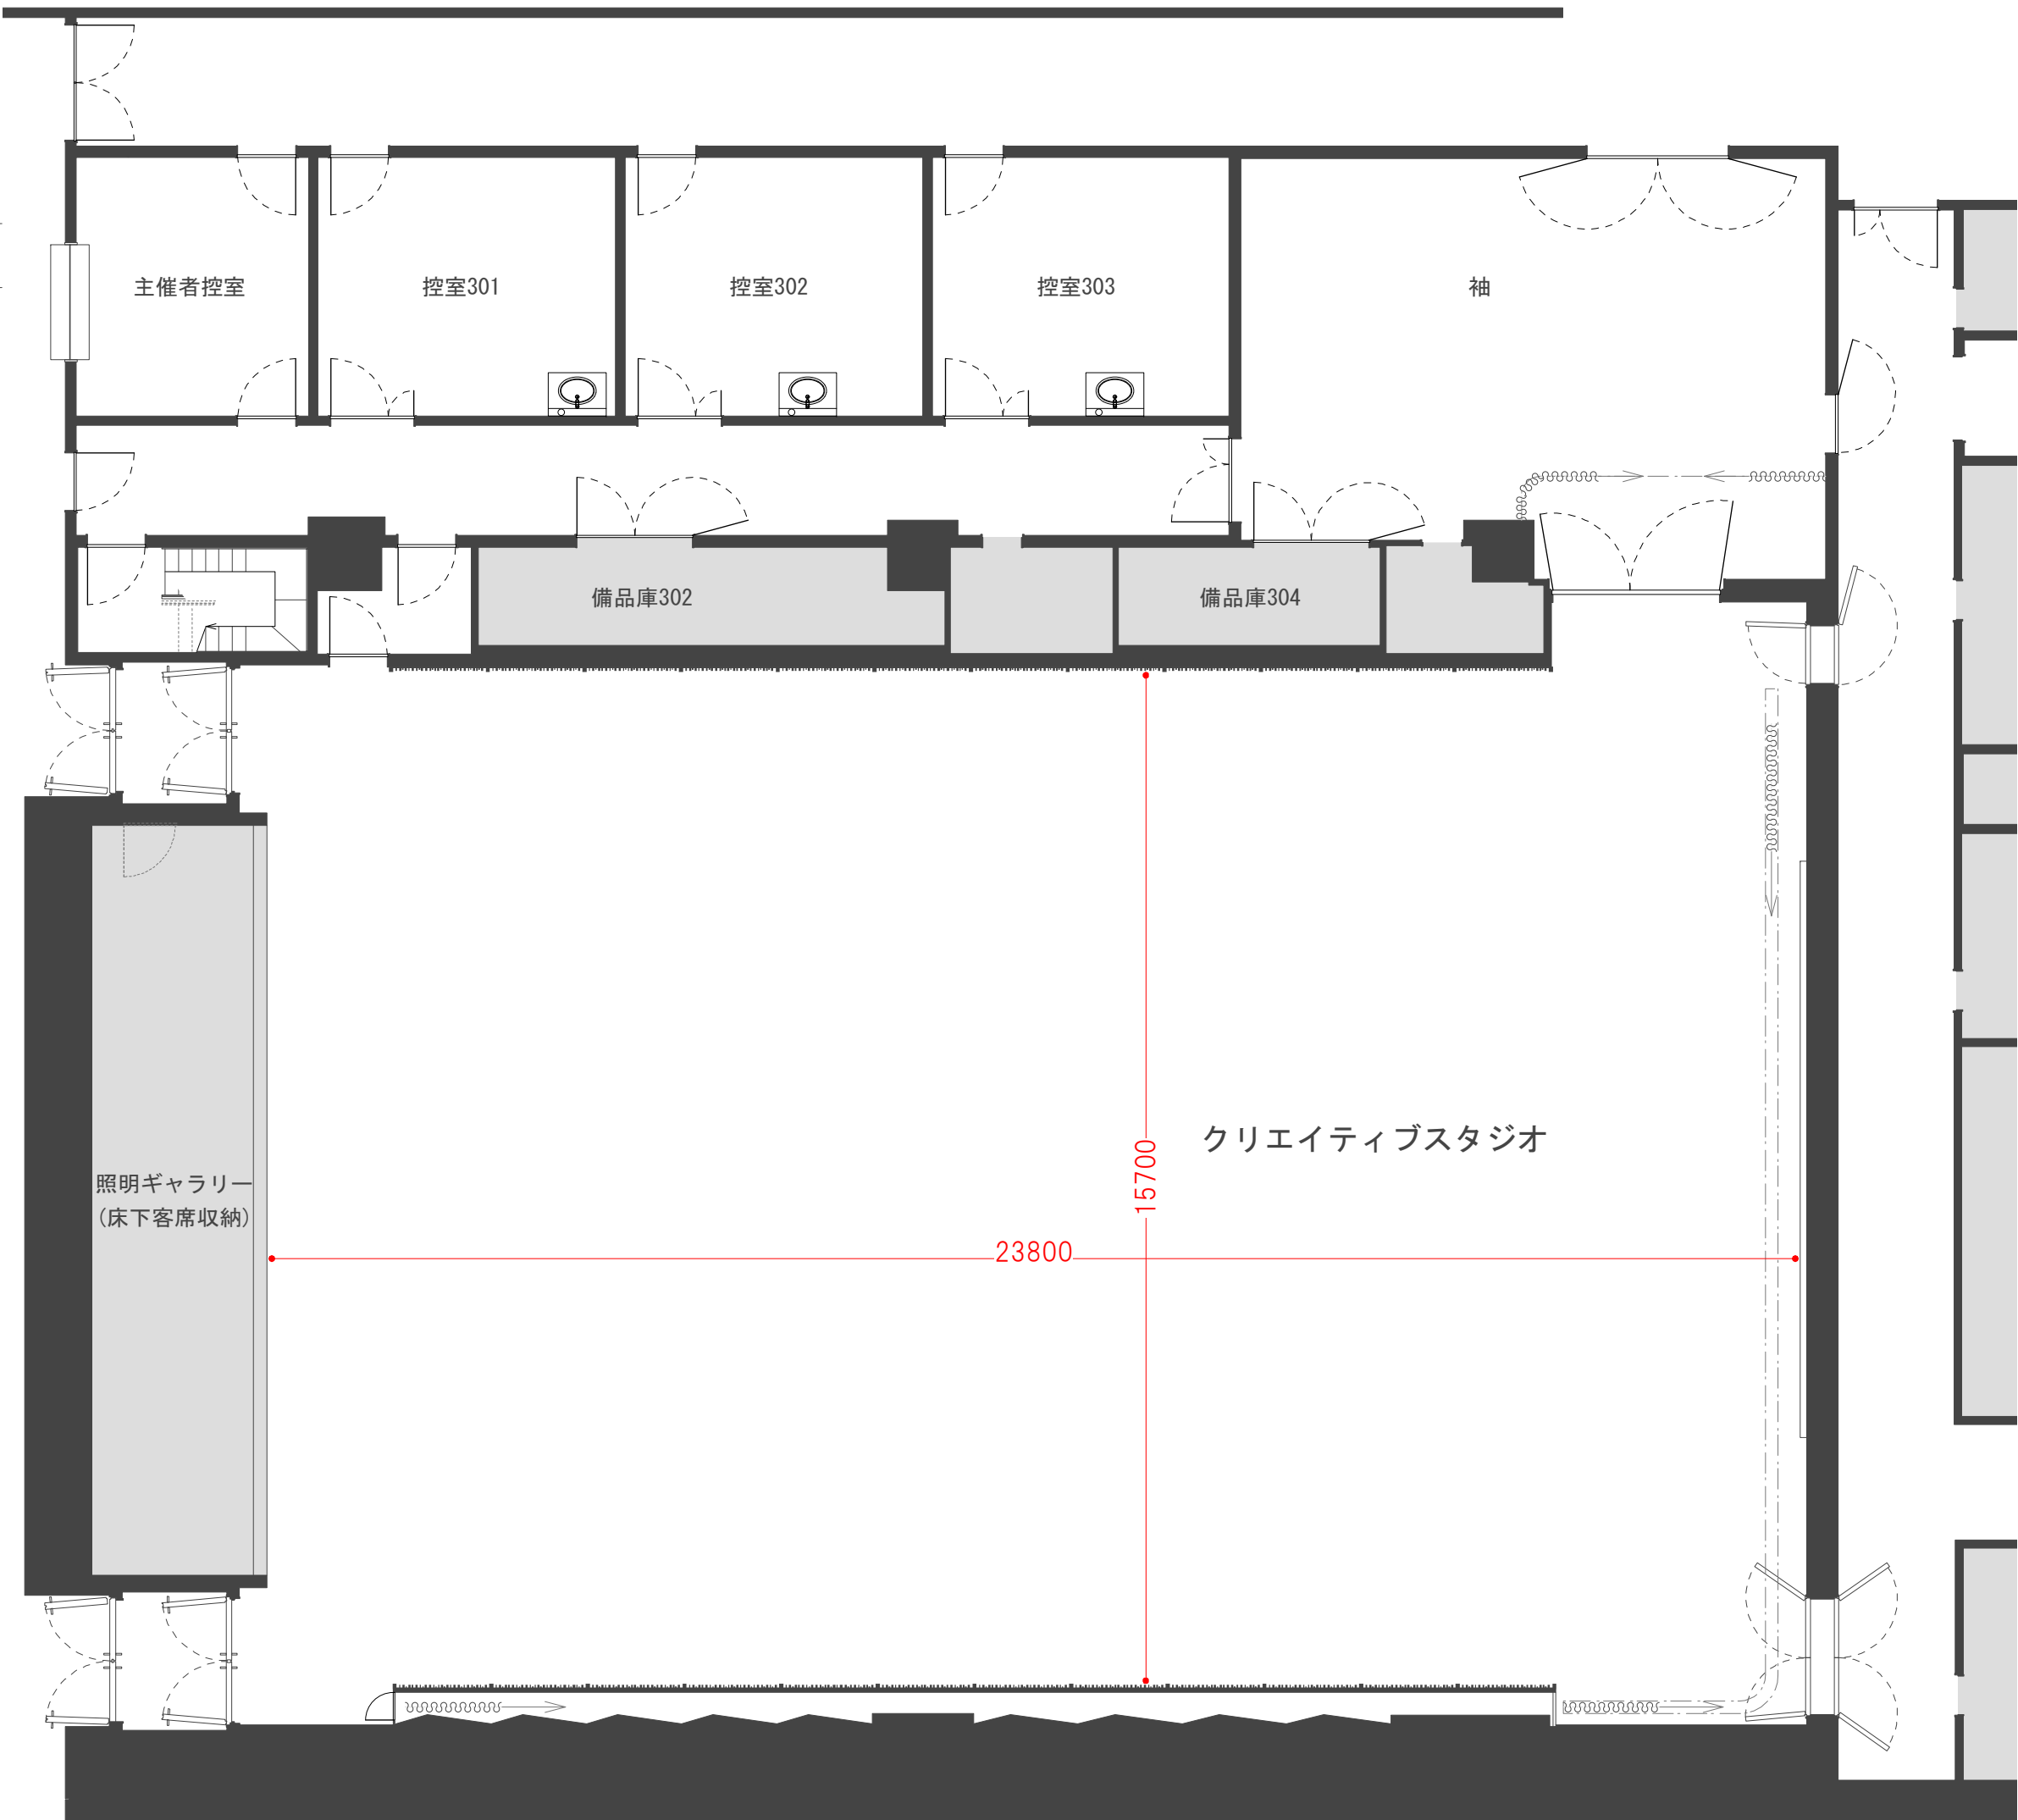 主催者控室
控室301
控室302
控室303
袖
備品庫302
備品庫304
クリエイティブスタジオ
15700
照明ギャラリー
(床下客席収納)
23800